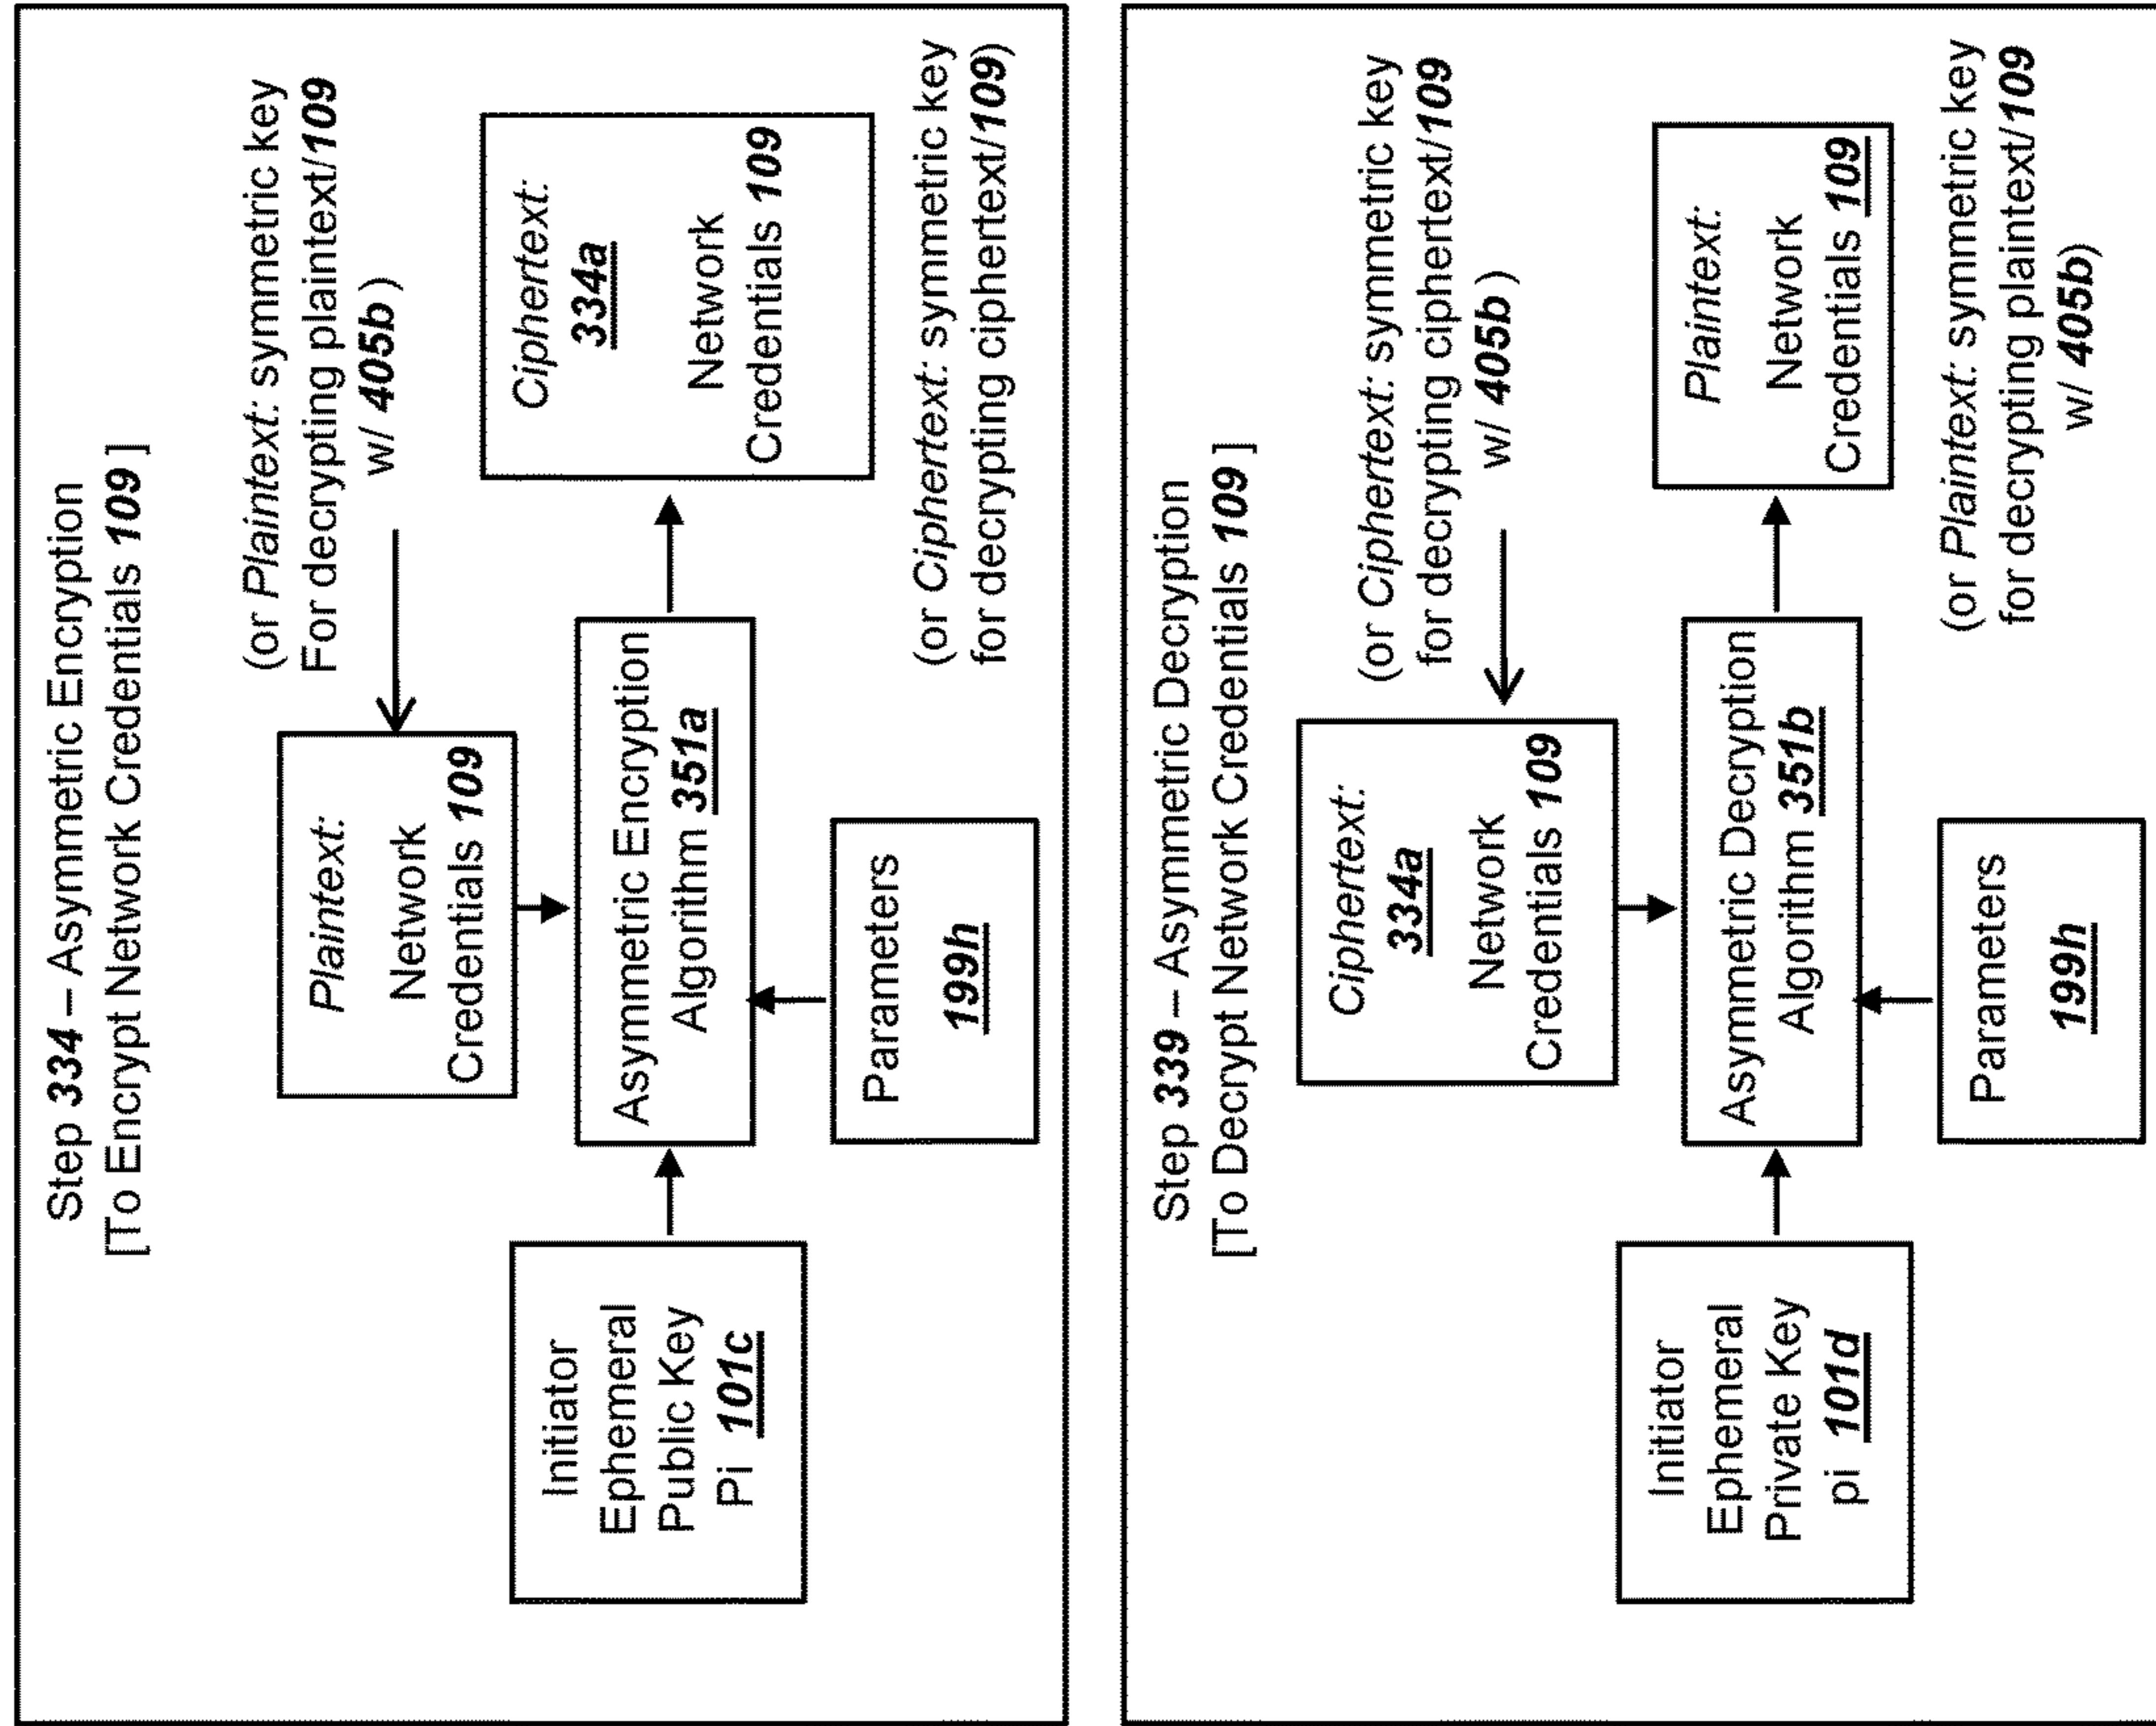 Step 334 – Asymmetric Encryption
[To Encrypt Network Credentials 109 ]
(or Plaintext: symmetric key
For decrypting plaintext/109
w/ 405b )
Plaintext:
Network
Credentials 109
Initiator
Ephemeral
Public Key
Pi 101c
Asymmetric Encryption
Algorithm 351a
Ciphertext:
334a
Network
Credentials 109
Parameters
199h
(or Ciphertext: symmetric key
for decrypting ciphertext/109)
Step 339 – Asymmetric Decryption
[To Decrypt Network Credentials 109 ]
(or Ciphertext: symmetric key
for decrypting ciphertext/109
w/ 405b )
Ciphertext:
334a
Network
Credentials 109
Initiator
Ephemeral
Private Key
pi 101d
Asymmetric Decryption
Algorithm 351b
Plaintext:
Network
Credentials 109
Parameters
199h
(or Plaintext: symmetric key
for decrypting plaintext/109
w/ 405b)